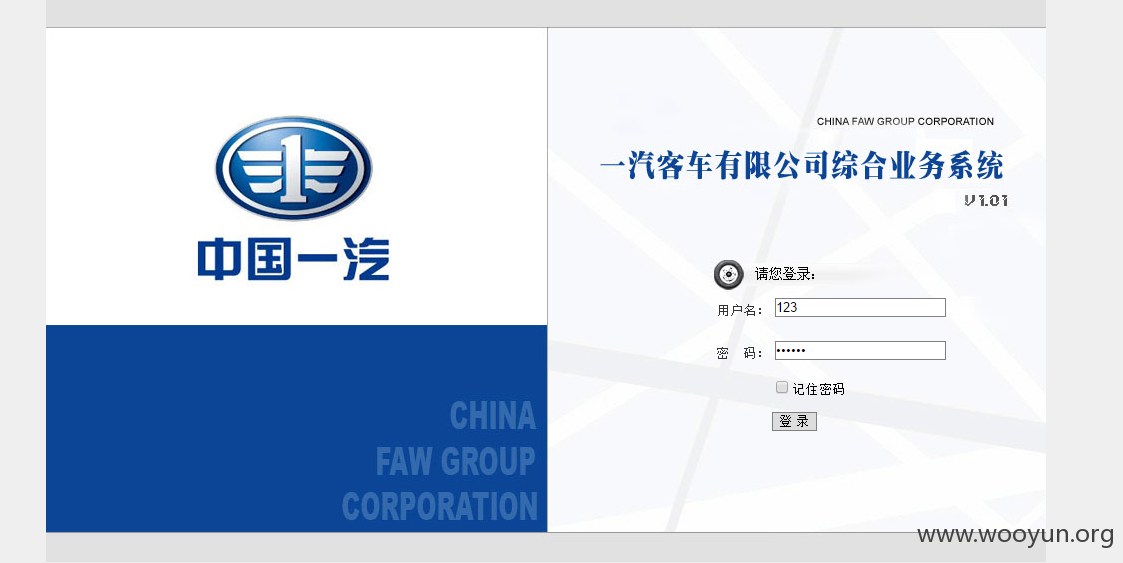 中国一汽
CHINA
FAW GROUP
CORPORATION
CHINA FAW GROUP CORPORATION
一汽客车有限公司综合业务系统
V 1.01
请您登录：
用户名： 123
密 码： ••••••
记住密码
登 录
www.wooyun.org